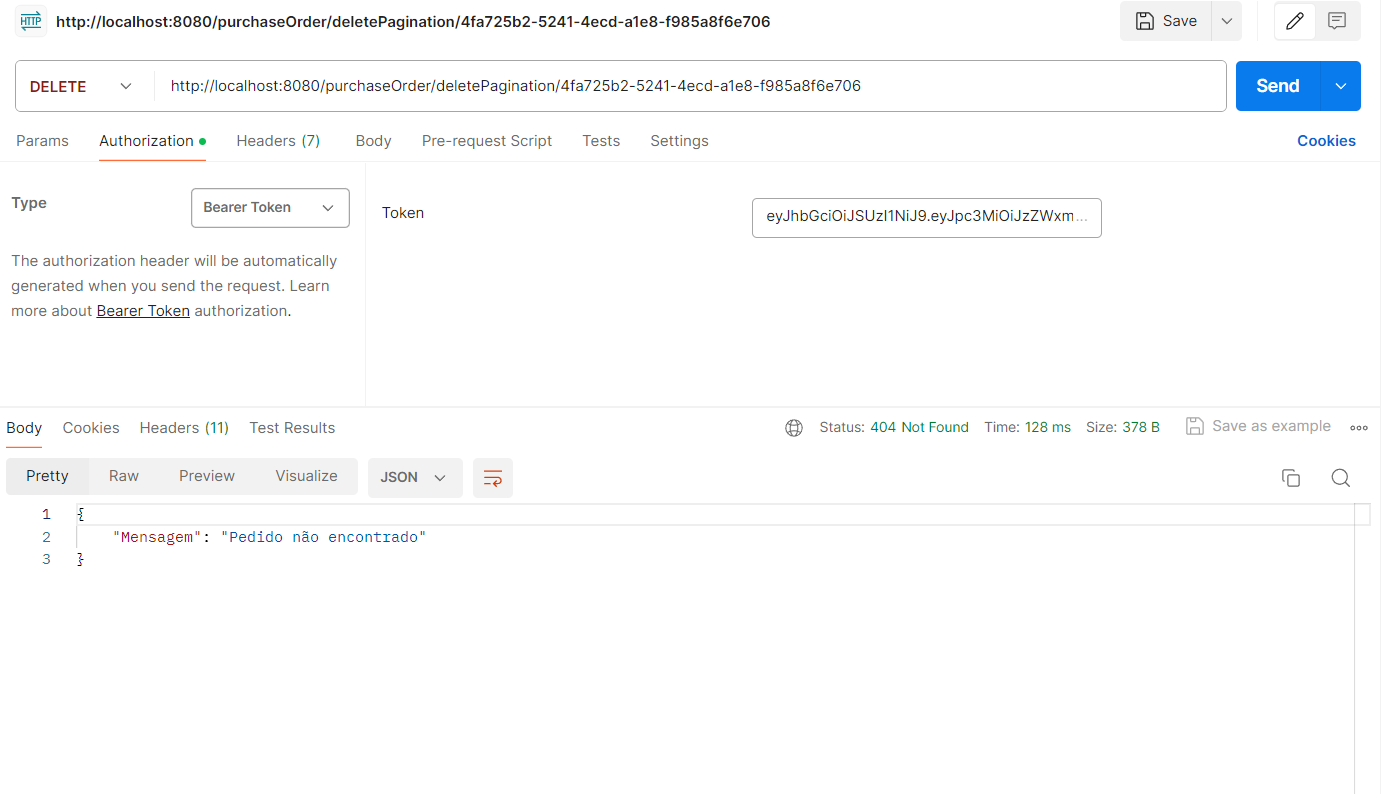 HTTP http://localhost:8080/purchaseOrder/deletePagination/4fa725b2-5241-4ecd-a1e8-f985a8f6e706 Save
DELETE http://localhost:8080/purchaseOrder/deletePagination/4fa725b2-5241-4ecd-a1e8-f985a8f6e706 Send
Params Authorization Headers (7) Body Pre-request Script Tests Settings Cookies
Type Bearer Token Token eyJhbGciOiJSUzI1NiJ9.eyJpc3MiOiJzZWxm...
The authorization header will be automatically
generated when you send the request. Learn
more about Bearer Token authorization.
Body Cookies Headers (11) Test Results Status: 404 Not Found Time: 128 ms Size: 378 B Save as example
Pretty Raw Preview Visualize JSON
1 {
2 "Mensagem": "Pedido não encontrado"
3 }